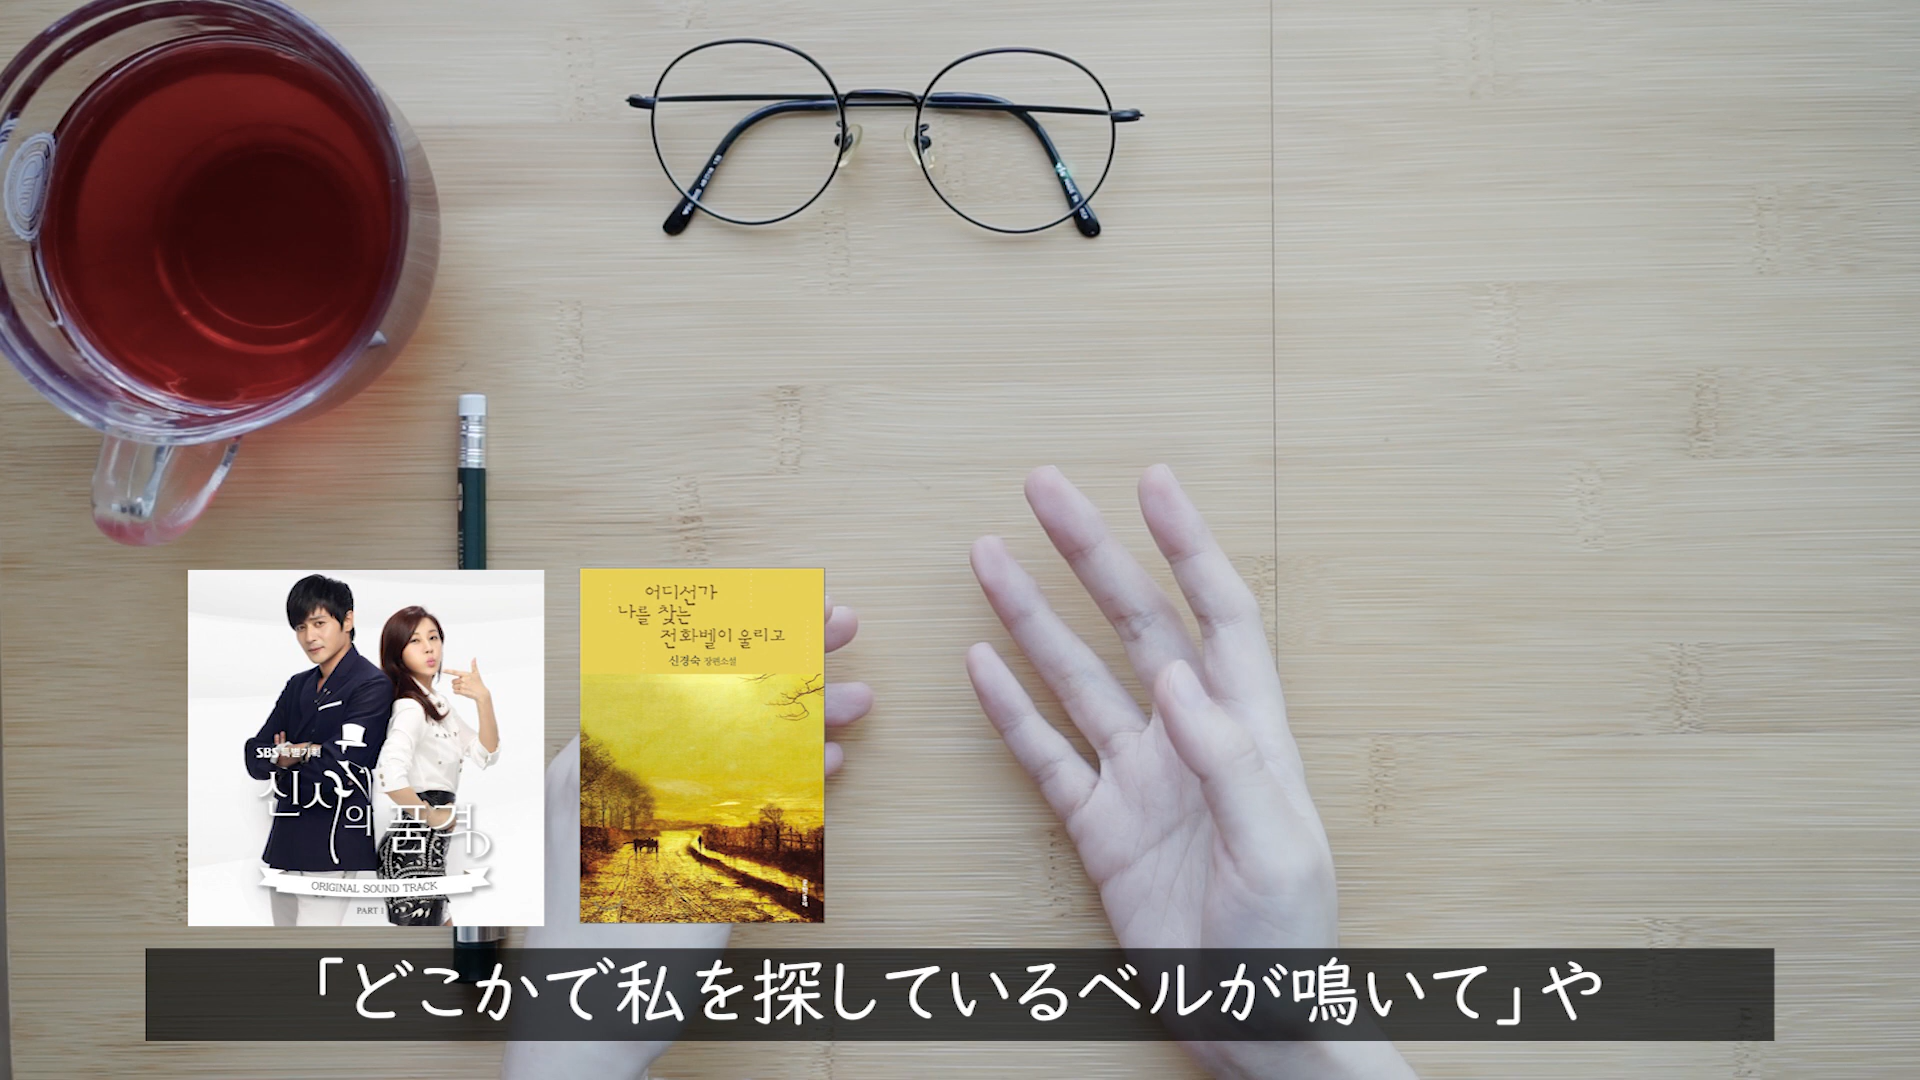 SBS 특별기획
신사의 품격
ORIGINAL SOUND TRACK
PART 1
어디선가
나를 찾는
전화벨이 울리고
신경숙 장편소설
「どこかで私を探しているベルが鳴いて」や